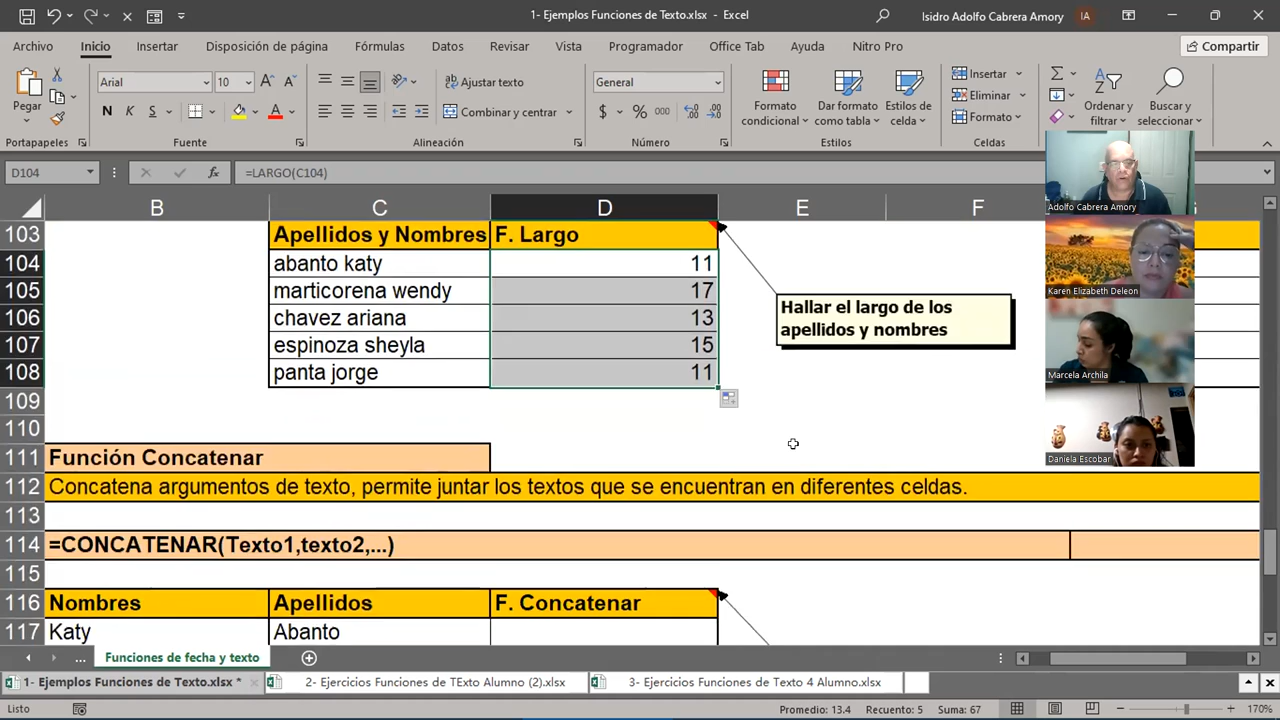 1- Ejemplos Funciones de Texto.xlsx - Excel
Isidro Adolfo Cabrera Amory
IA
Archivo Inicio Insertar Disposición de página Fórmulas Datos Revisar Vista Programador Office Tab Ayuda Nitro Pro
Compartir
Pegar
Arial 10
N K S
Ajustar texto
Combinar y centrar
General
$ % 000
Formato condicional
Dar formato como tabla
Estilos de celda
Insertar
Eliminar
Formato
Ordenar y filtrar
Buscar y seleccionar
Portapapeles Fuente Alineación Número Estilos Celdas
D104 fx =LARGO(C104)
B C D E F G
103 Apellidos y Nombres F. Largo
104 abanto katy 11
105 marticorena wendy 17
106 chavez ariana 13
107 espinoza sheyla 15
108 panta jorge 11
109
110
Hallar el largo de los
apellidos y nombres
111 Función Concatenar
112 Concatena argumentos de texto, permite juntar los textos que se encuentran en diferentes celdas.
113
114 =CONCATENAR(Texto1,texto2,...)
115
116 Nombres Apellidos F. Concatenar
117 Katy Abanto
Adolfo Cabrera Amory
Karen Elizabeth Deleon
Marcela Archila
Daniela Escobar
... Funciones de fecha y texto
1- Ejemplos Funciones de Texto.xlsx *
2- Ejercicios Funciones de TExto Alumno (2).xlsx
3- Ejercicios Funciones de Texto 4 Alumno.xlsx
Listo
Promedio: 13.4 Recuento: 5 Suma: 67
170%